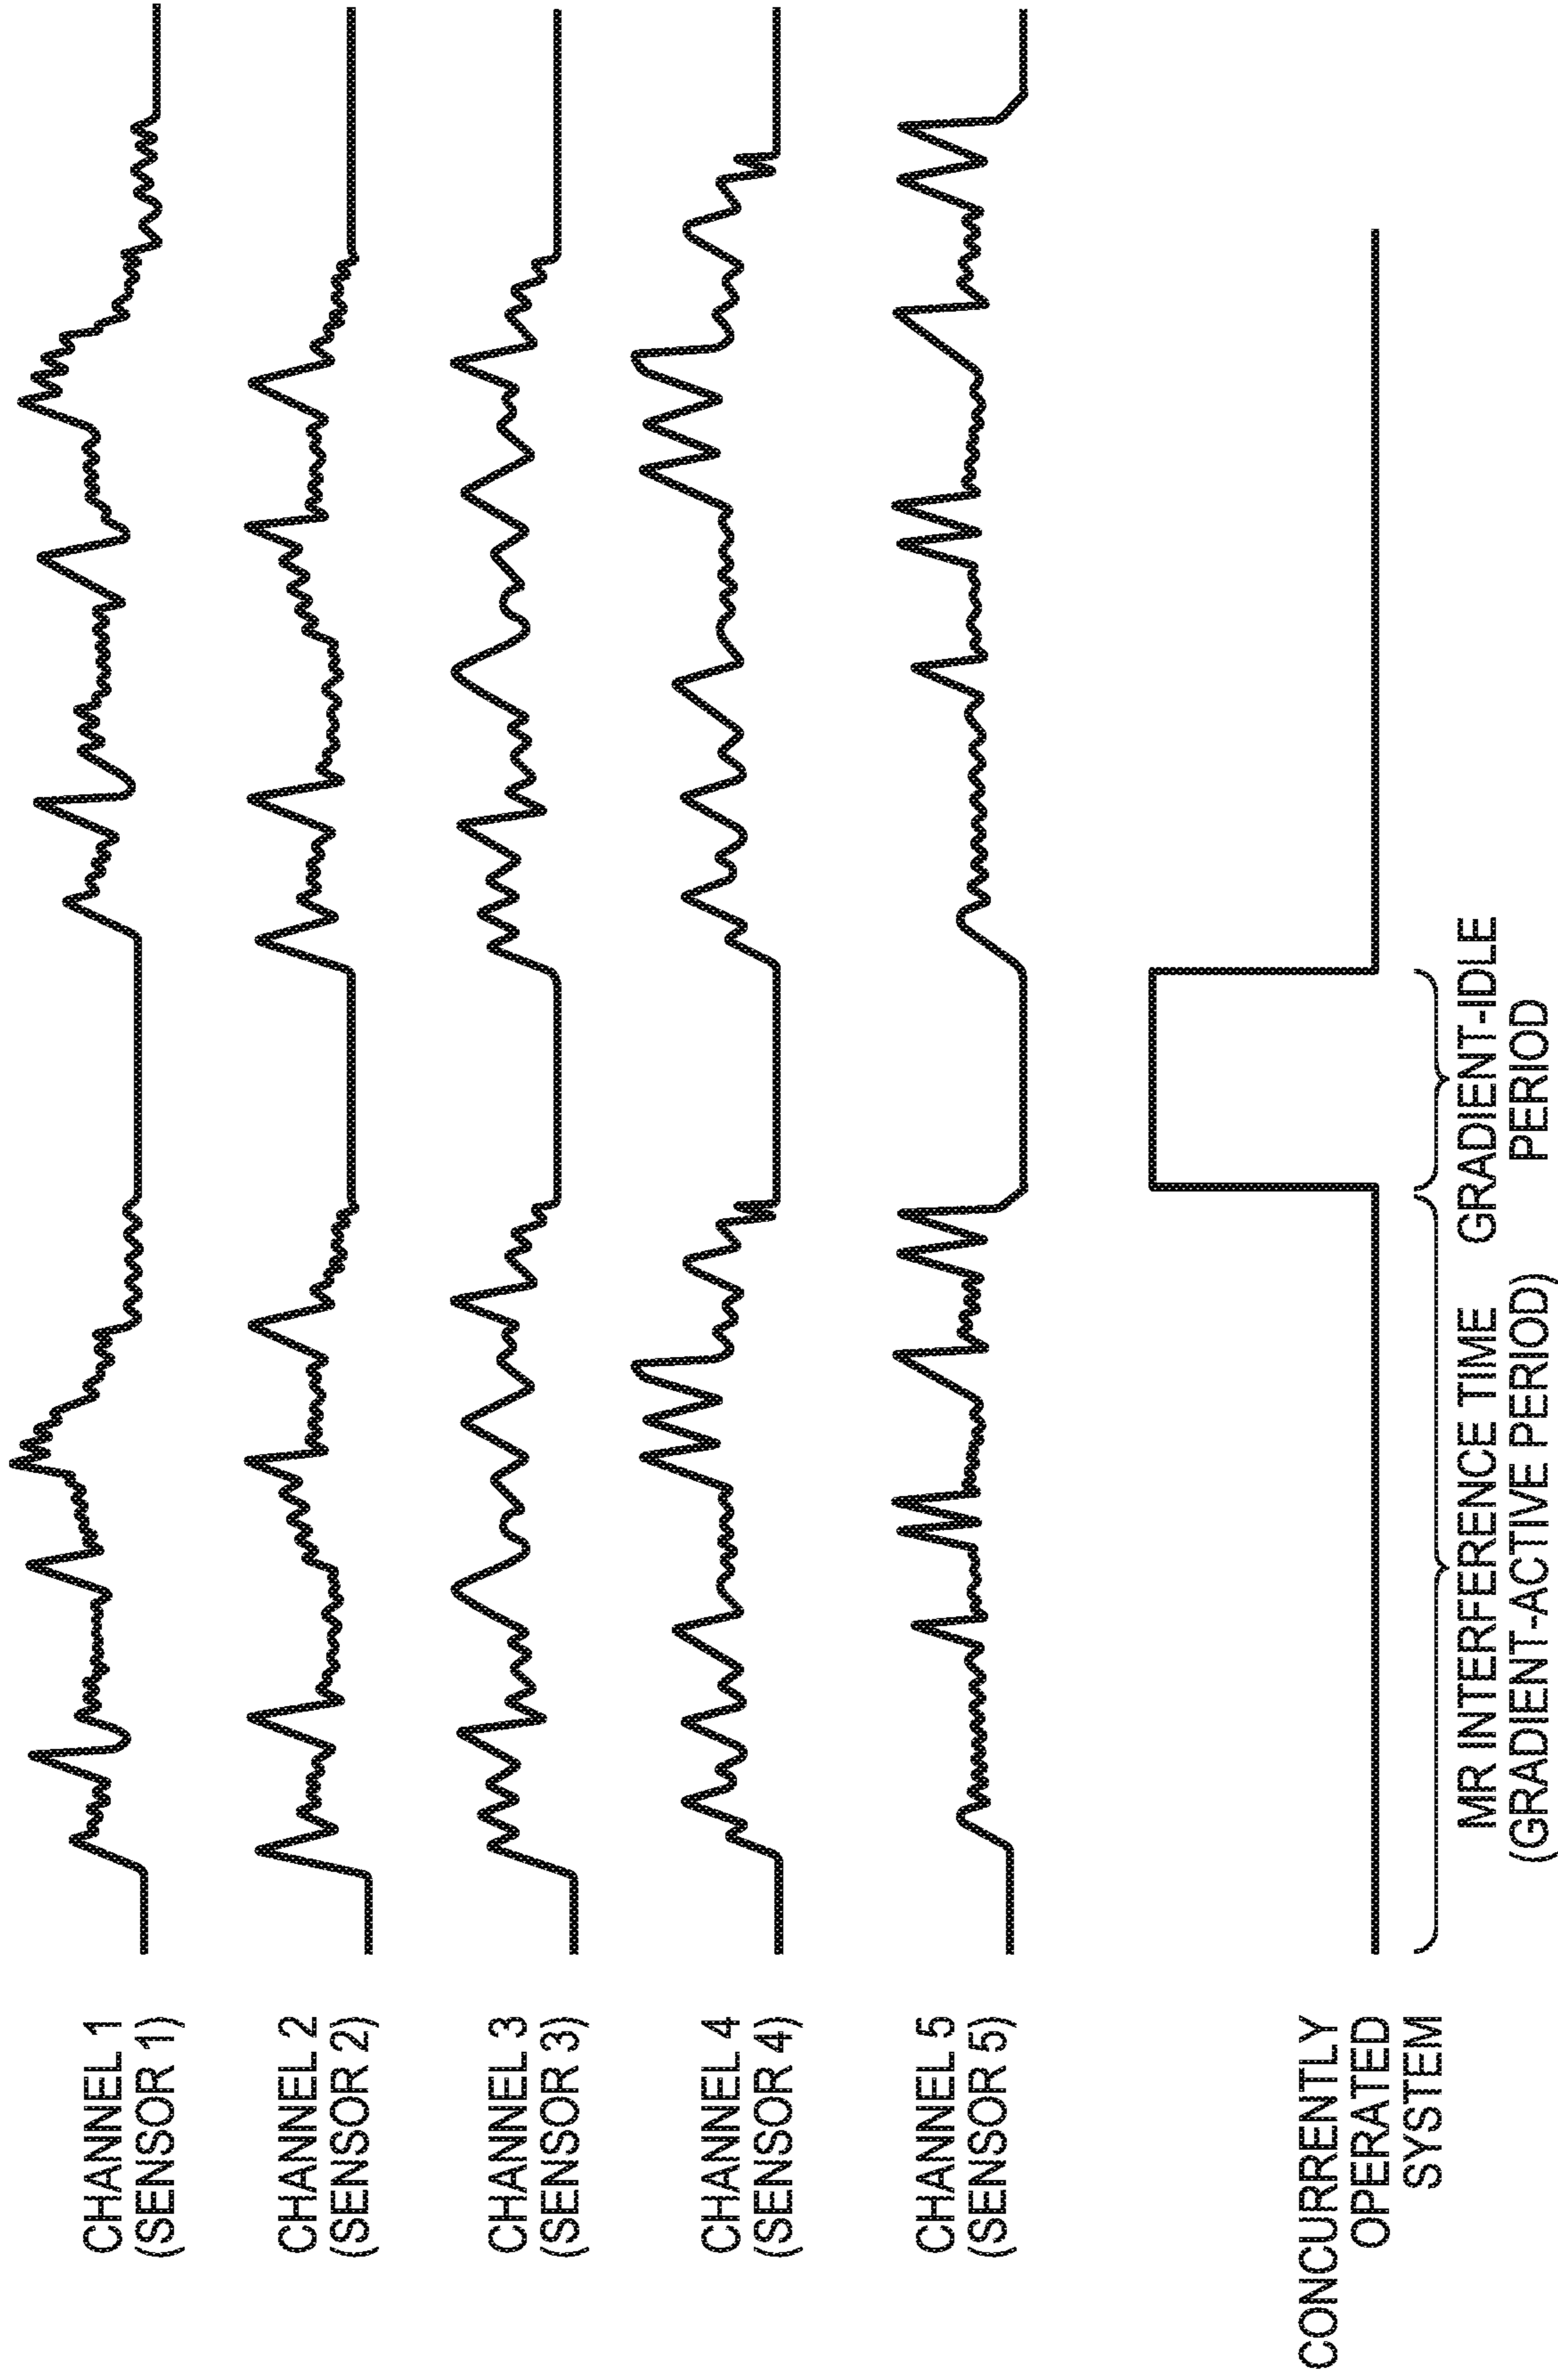 CHANNEL 1
(SENSOR 1)
CHANNEL 2
(SENSOR 2)
CHANNEL 3
(SENSOR 3)
CHANNEL 4
(SENSOR 4)
CHANNEL 5
(SENSOR 5)
CONCURRENTLY
OPERATED
SYSTEM
MR INTERFERENCE TIME
(GRADIENT-ACTIVE PERIOD)
GRADIENT-IDLE
PERIOD